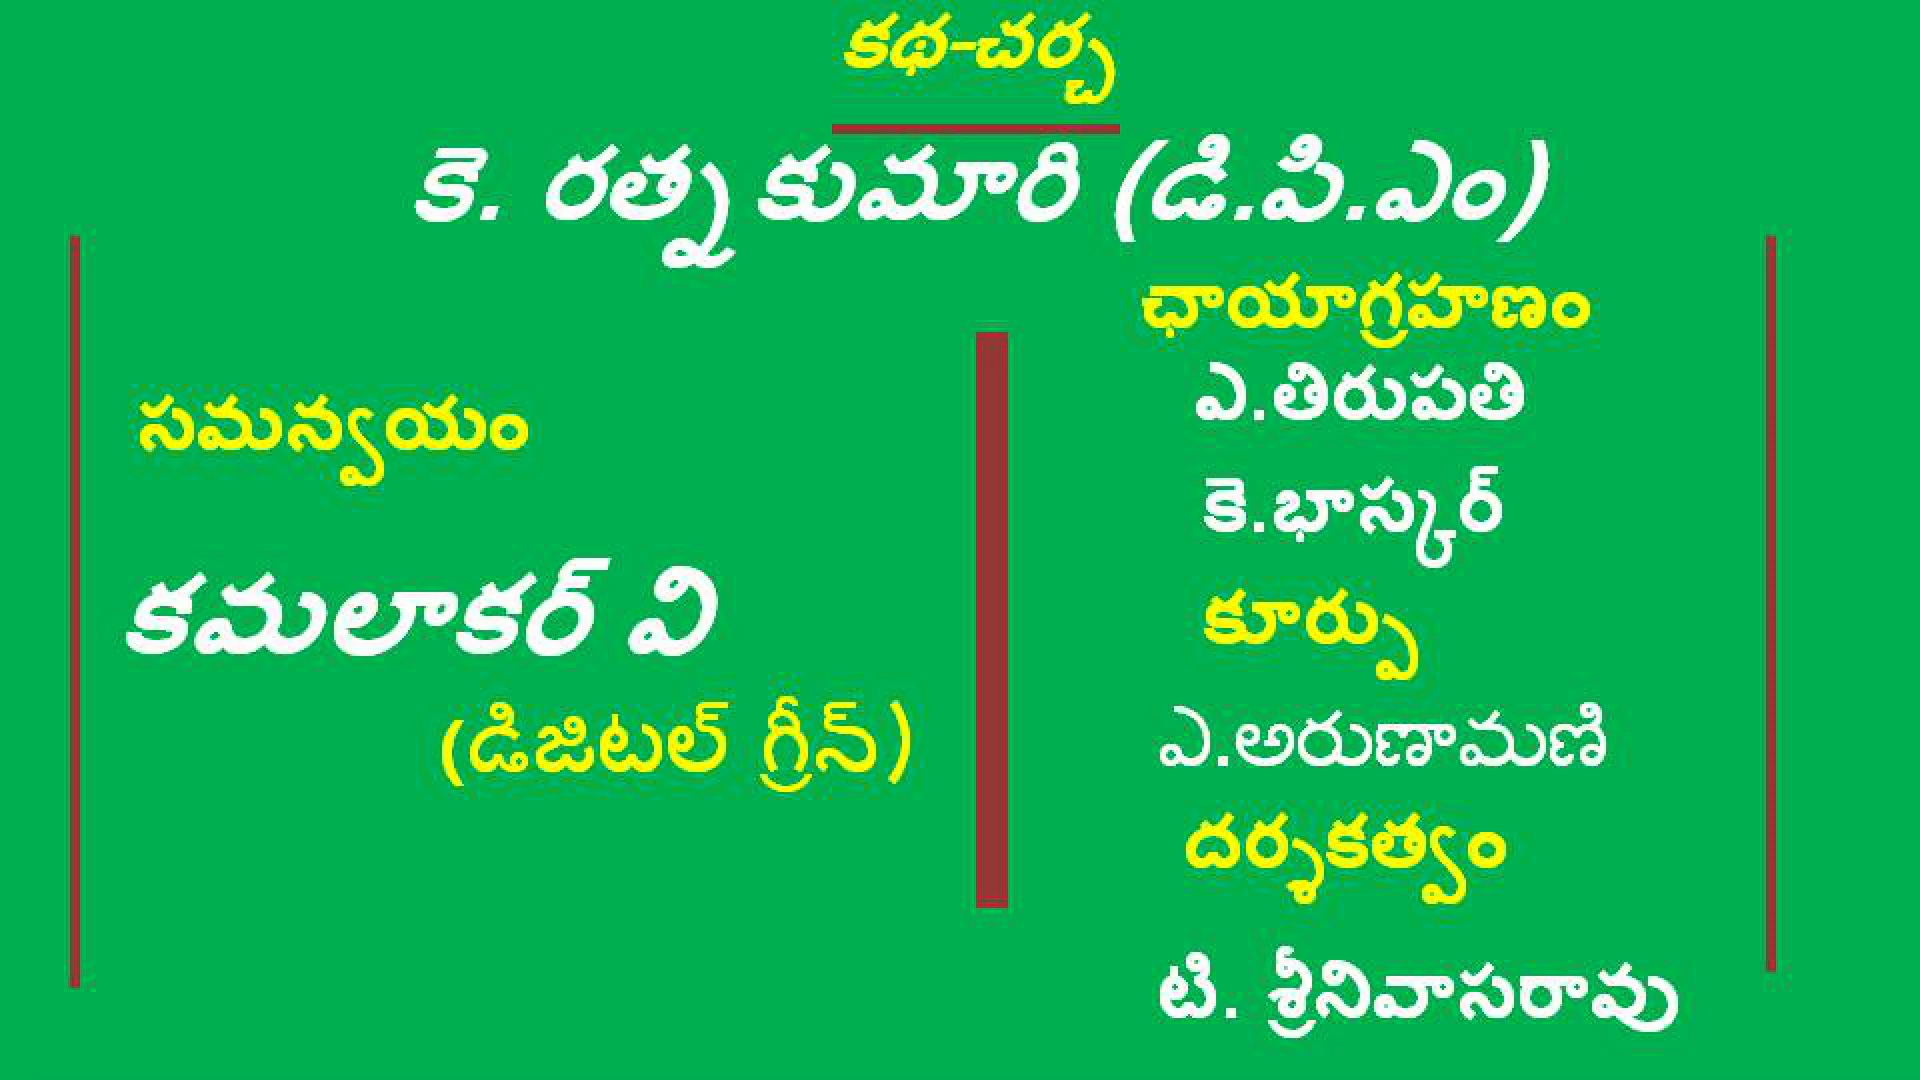 కథ-చర్చ
కె. రత్న కుమారి (డి.పి.ఎం)
సమన్వయం
కమలాకర్ వి
(డిజిటల్ గ్రీన్)
ఛాయాగ్రహణం
ఎ.తిరుపతి
కె.భాస్కర్
కూర్పు
ఎ.అరుణామణి
దర్శకత్వం
టి. శ్రీనివాసరావు